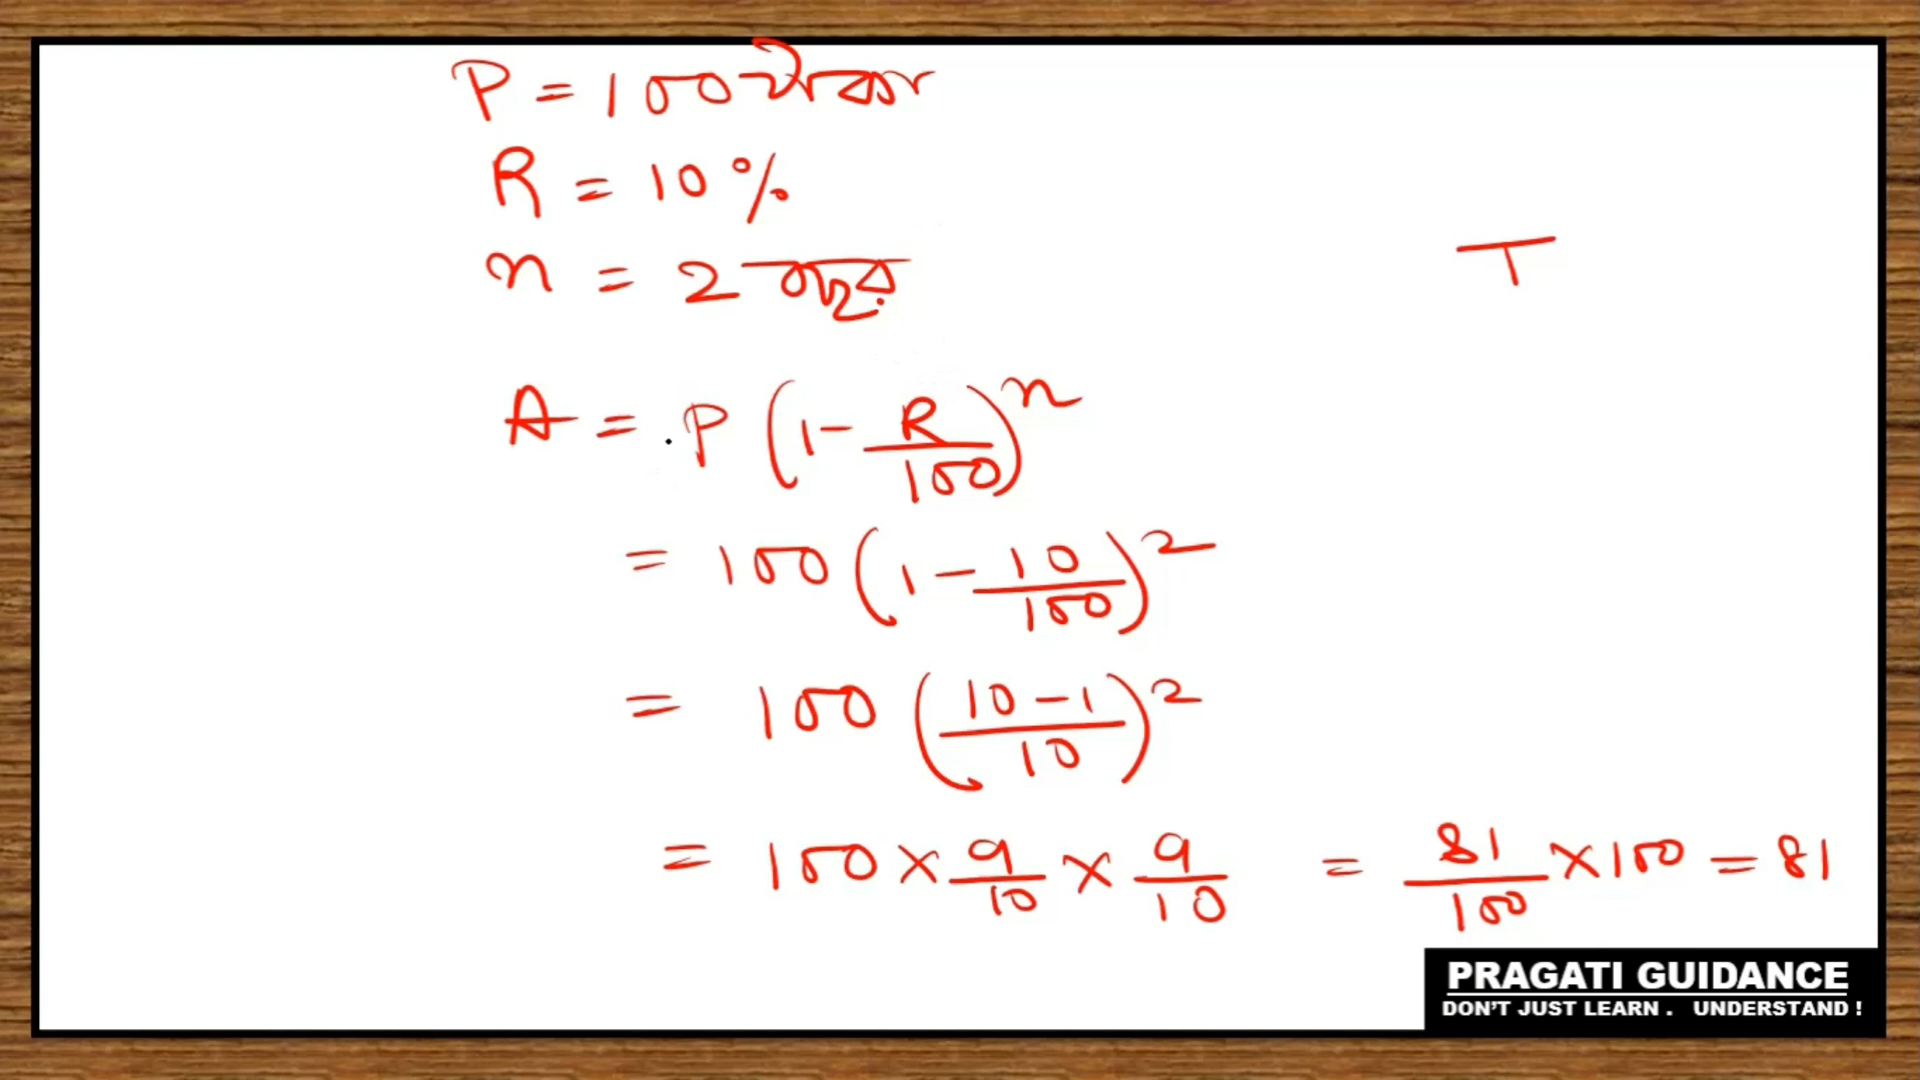 P = 100
R = 10 %
n = 2 বছর
T
A = P (1 - R/100)^n
= 100 (1 - 10/100)^2
= 100 (10 - 1/10)^2
= 100 × 9/10 × 9/10 = 81/100 × 100 = 81
PRAGATI GUIDANCE
DON'T JUST LEARN . UNDERSTAND !